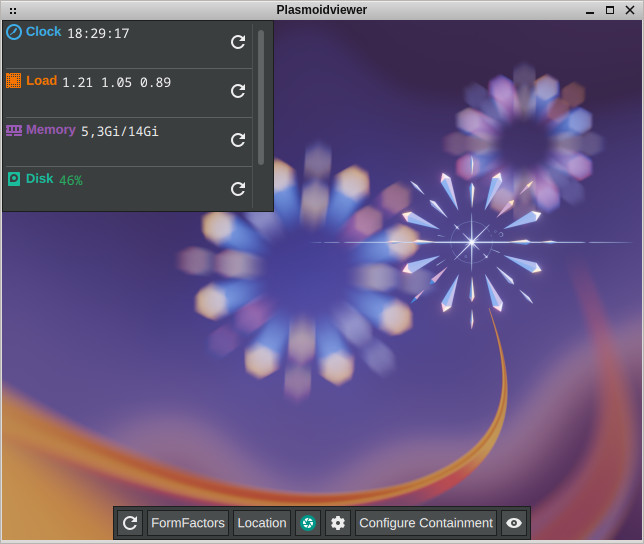 Plasmoidviewer
Clock 18:29:17
Load 1.21 1.05 0.89
Memory 5,3Gi/14Gi
Disk 46%
FormFactors Location Configure Containment